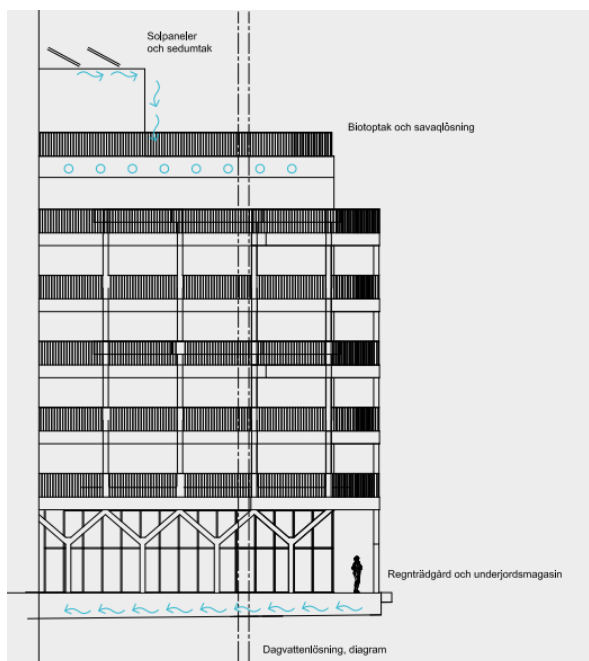 Solpaneler
och sedumtak
Biotoptak och savaqlösning
Regnträdgård och underjordsmagasin
Dagvattenlösning, diagram